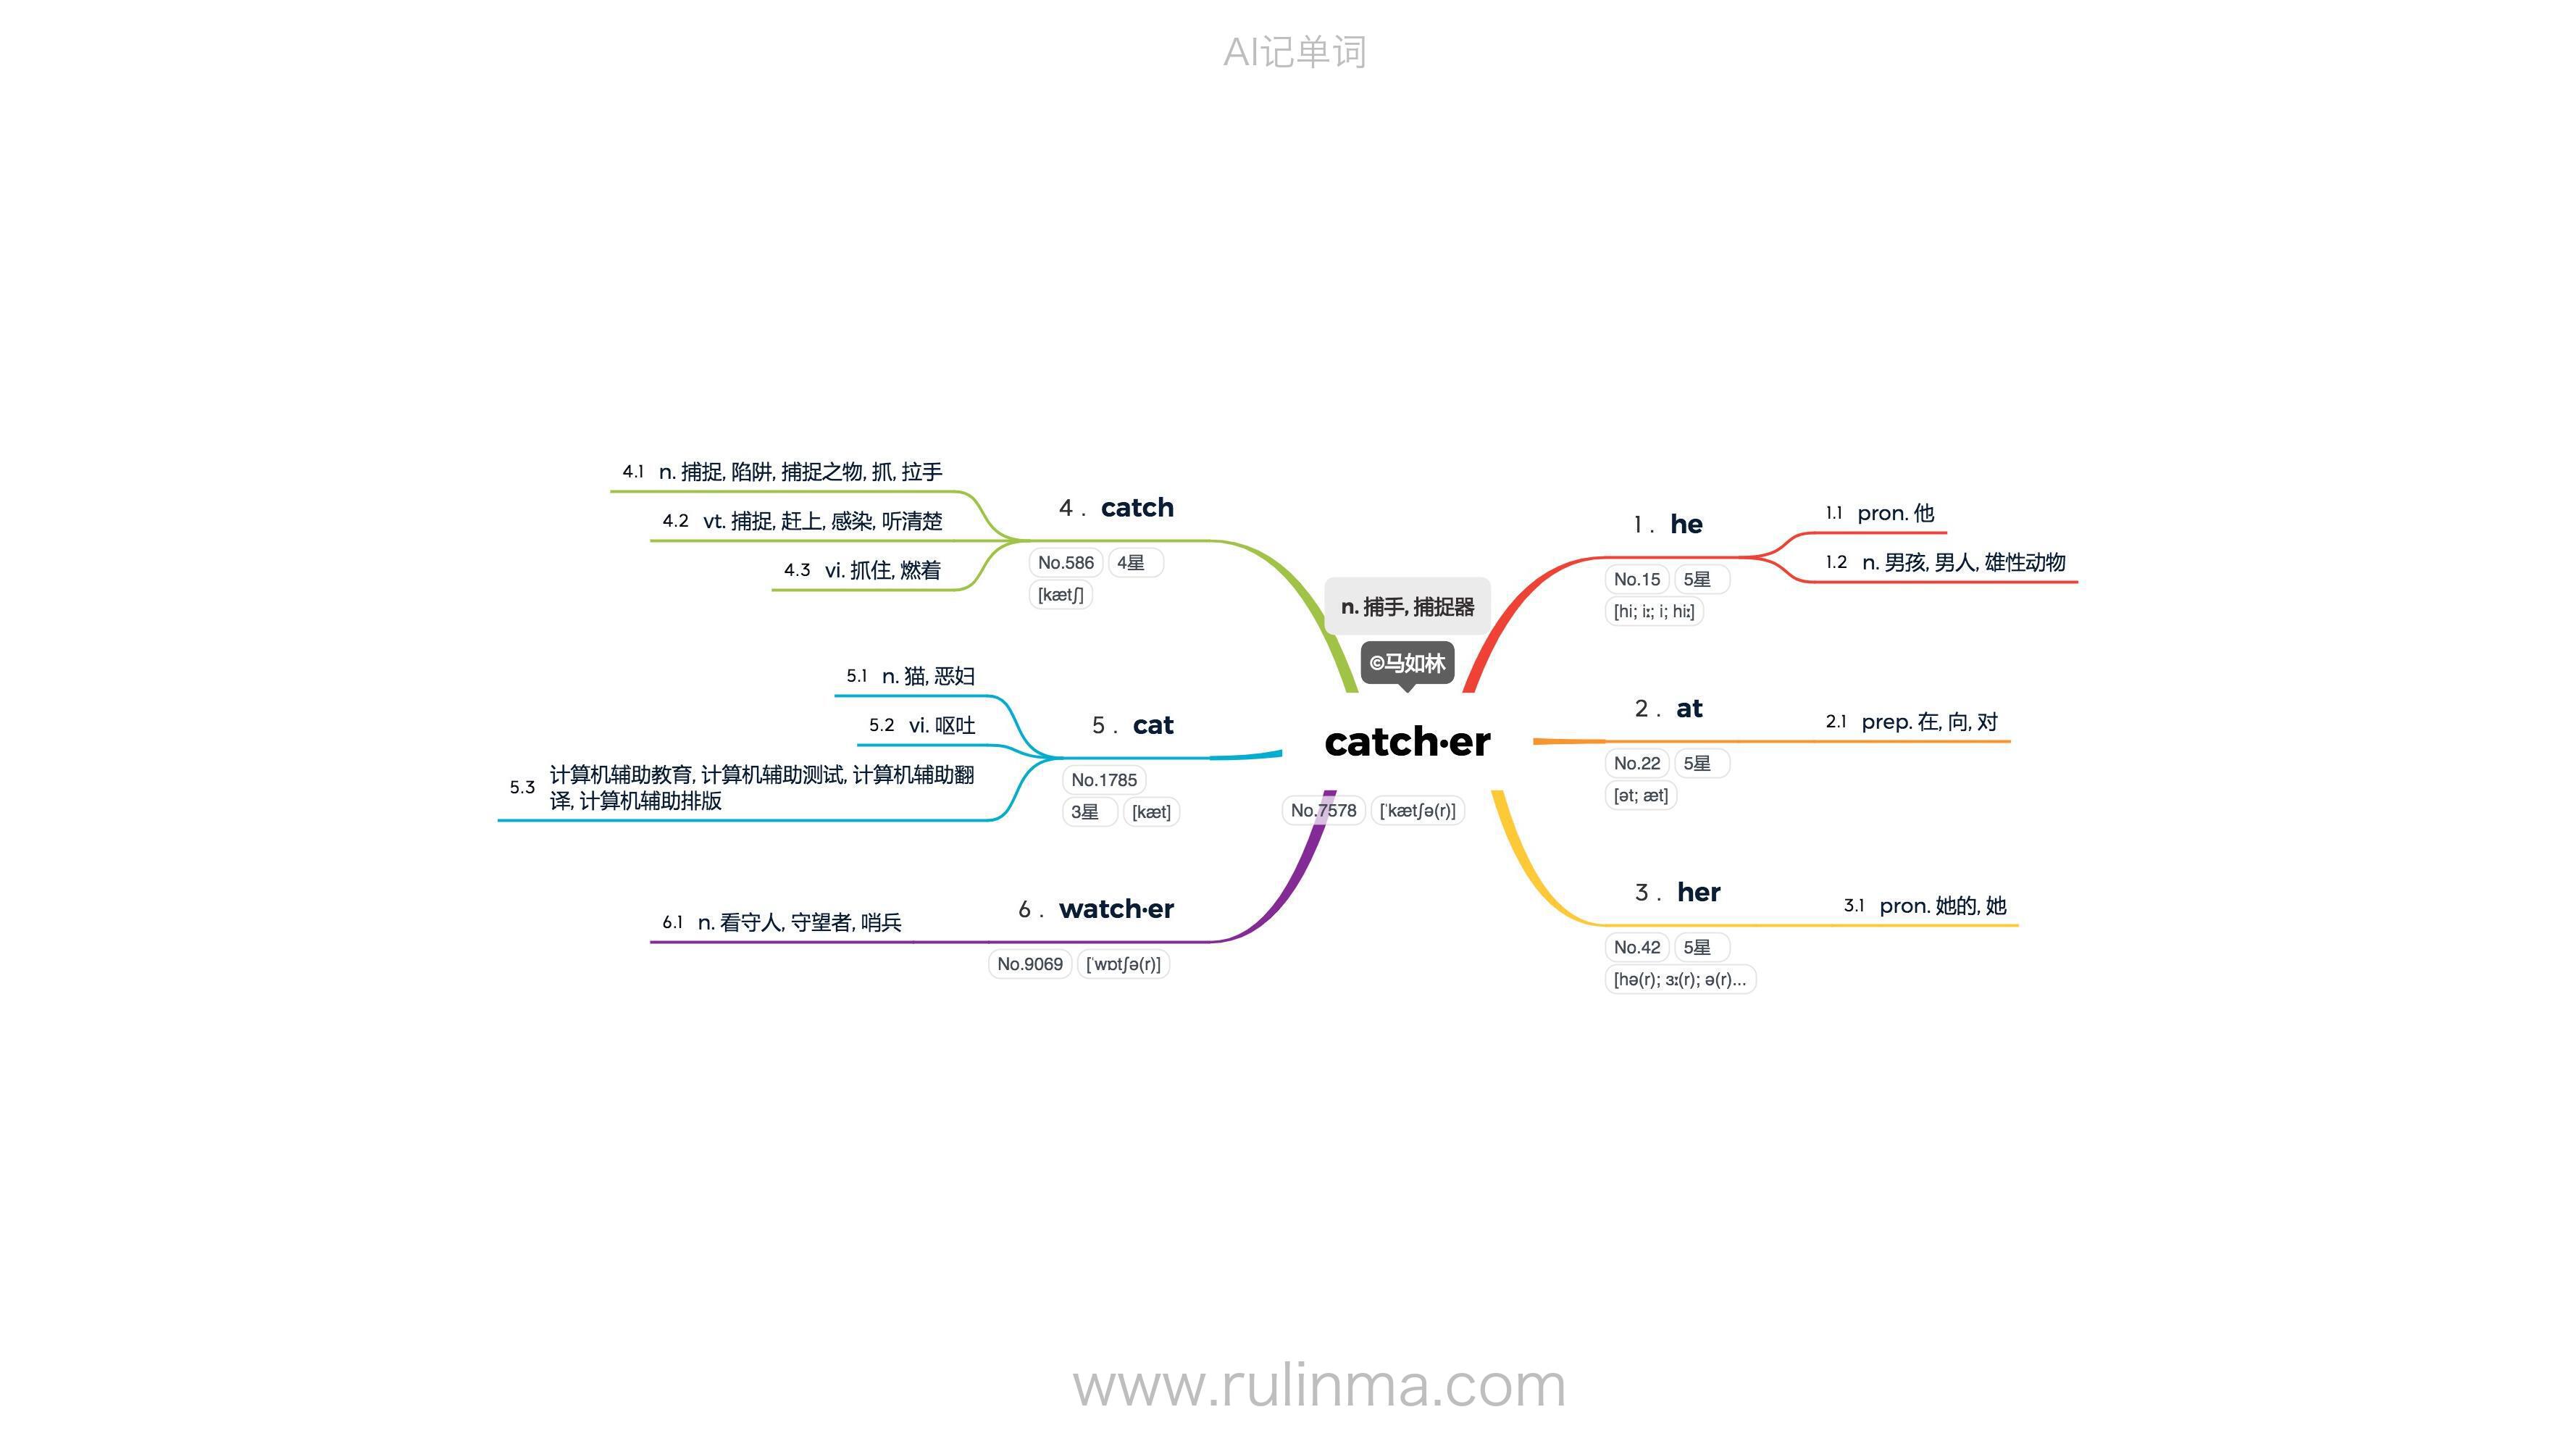 AI记单词
n. 捕手, 捕捉器
©马如林
catch·er
No.7578 [ˈkætʃə(r)]
1 . he
No.15 5星
[hi; iː; i; hiː]
1.1 pron. 他
1.2 n. 男孩, 男人, 雄性动物
2 . at
No.22 5星
[ət; æt]
2.1 prep. 在, 向, 对
3 . her
No.42 5星
[hə(r); ɜː(r); ə(r)...
3.1 pron. 她的, 她
4 . catch
No.586 4星
[kætʃ]
4.1 n. 捕捉, 陷阱, 捕捉之物, 抓, 拉手
4.2 vt. 捕捉, 赶上, 感染, 听清楚
4.3 vi. 抓住, 燃着
5 . cat
No.1785
3星 [kæt]
5.1 n. 猫, 恶妇
5.2 vi. 呕吐
5.3 计算机辅助教育, 计算机辅助测试, 计算机辅助翻
译, 计算机辅助排版
6 . watch·er
No.9069 [ˈwɒtʃə(r)]
6.1 n. 看守人, 守望者, 哨兵
www.rulinma.com